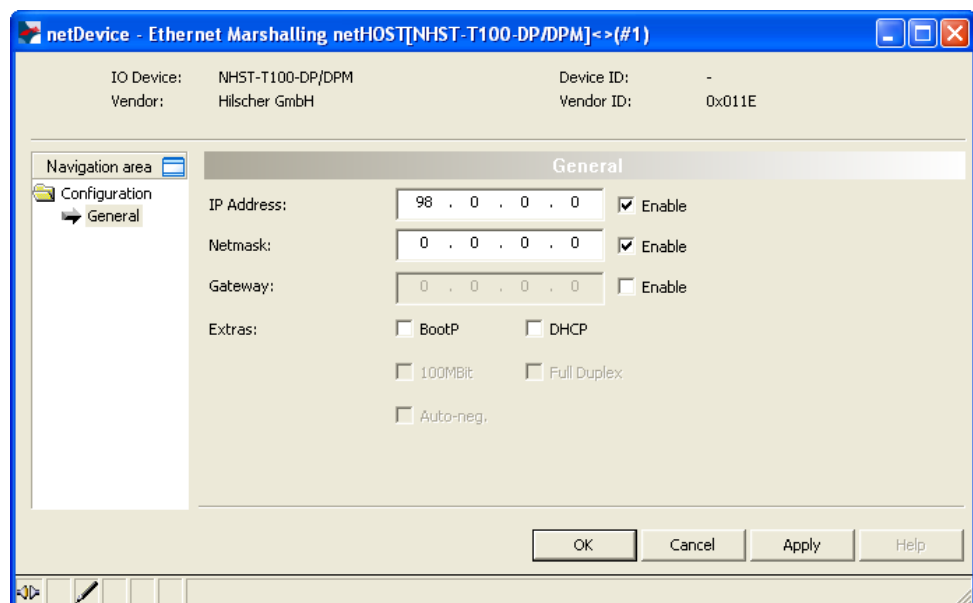 netDevice - Ethernet Marshalling netHOST[NHST-T100-DP/DPM]<>(#1)
IO Device: NHST-T100-DP/DPM Device ID: -
Vendor: Hilscher GmbH Vendor ID: 0x011E
Navigation area General
Configuration
General
IP Address: 98 . 0 . 0 . 0 Enable
Netmask: 0 . 0 . 0 . 0 Enable
Gateway: 0 . 0 . 0 . 0 Enable
Extras: BootP DHCP
100MBit Full Duplex
Auto-neg.
OK Cancel Apply Help